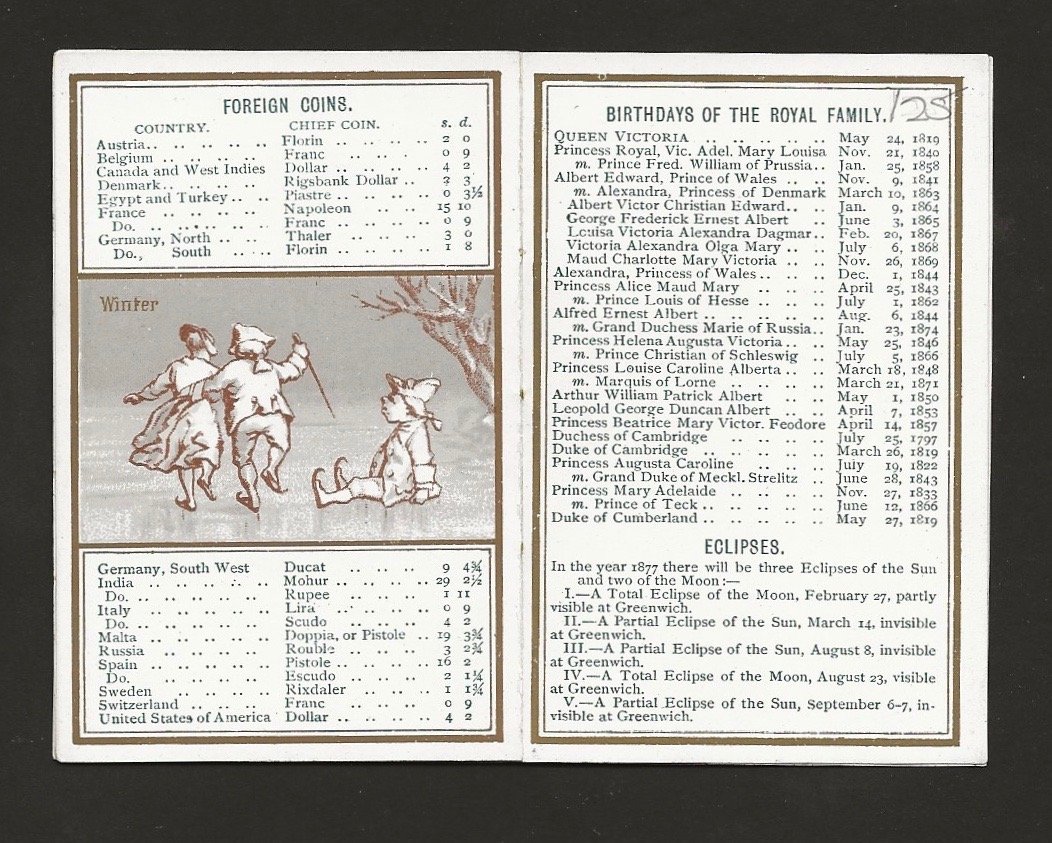 FOREIGN COINS.
COUNTRY. CHIEF COIN. s. d.
Austria.. .. .. .. .. Florin .. .. .. .. 2 0
Belgium .. .. .. .. Franc .. .. .. .. 0 9
Canada and West Indies Dollar .. .. .. .. 4 2
Denmark.. .. .. .. Rigsbank Dollar .. .. 2 3
Egypt and Turkey.. .. Piastre .. .. .. .. 0 3½
France .. .. .. .. Napoleon .. .. .. 15 10
Do. .. .. .. .. .. Franc .. .. .. .. 0 9
Germany, North .. .. Thaler .. .. .. .. 3 0
Do., South .. .. Florin .. .. .. .. 1 8
Winter
Germany, South West Ducat .. .. .. 9 4¾
India .. .. .. .. .. Mohur .. .. .. .. 29 2½
Do. .. .. .. .. .. Rupee .. .. .. 1 11
Italy .. .. .. .. .. Lira .. .. .. .. 0 9
Do. .. .. .. .. .. Scudo .. .. .. 4 2
Malta .. .. .. .. Doppia, or Pistole .. 19 3¾
Russia .. .. .. .. Rouble .. .. .. 3 2¾
Spain .. .. .. .. .. Pistole .. .. .. .. 16 2
Do. .. .. .. .. Escudo .. .. .. 2 1¼
Sweden .. .. .. .. Rixdaler .. .. .. 1 1¾
Switzerland .. .. .. Franc .. .. .. 0 9
United States of America Dollar .. .. .. .. 4 2
BIRTHDAYS OF THE ROYAL FAMILY. /25
QUEEN VICTORIA .. .. .. .. .. May 24, 1819
Princess Royal, Vic. Adel. Mary Louisa Nov. 21, 1840
m. Prince Fred. William of Prussia.. Jan. 25, 1858
Albert Edward, Prince of Wales .. .. Nov. 9, 1841
m. Alexandra, Princess of Denmark March 10, 1863
Albert Victor Christian Edward.. .. Jan. 9, 1864
George Frederick Ernest Albert .. June 3, 1865
Louisa Victoria Alexandra Dagmar.. Feb. 20, 1867
Victoria Alexandra Olga Mary .. .. July 6, 1868
Maud Charlotte Mary Victoria .. .. Nov. 26, 1869
Alexandra, Princess of Wales.. .. .. Dec. 1, 1844
Princess Alice Maud Mary .. .. .. April 25, 1843
m. Prince Louis of Hesse .. .. .. July 1, 1862
Alfred Ernest Albert .. .. .. .. .. Aug. 6, 1844
m. Grand Duchess Marie of Russia.. Jan. 23, 1874
Princess Helena Augusta Victoria.. .. May 25, 1846
m. Prince Christian of Schleswig .. July 5, 1866
Princess Louise Caroline Alberta .. .. March 18, 1848
m. Marquis of Lorne .. .. .. .. March 21, 1871
Arthur William Patrick Albert .. .. May 1, 1850
Leopold George Duncan Albert .. .. April 7, 1853
Princess Beatrice Mary Victor. Feodore April 14, 1857
Duchess of Cambridge .. .. .. .. July 25, 1797
Duke of Cambridge .. .. .. .. .. March 26, 1819
Princess Augusta Caroline .. .. .. July 19, 1822
m. Grand Duke of Meckl. Strelitz .. June 28, 1843
Princess Mary Adelaide .. .. .. .. Nov. 27, 1833
m. Prince of Teck .. .. .. .. .. June 12, 1866
Duke of Cumberland .. .. .. .. .. May 27, 1819
ECLIPSES.
In the year 1877 there will be three Eclipses of the Sun
and two of the Moon:—
I.—A Total Eclipse of the Moon, February 27, partly
visible at Greenwich.
II.—A Partial Eclipse of the Sun, March 14, invisible
at Greenwich.
III.—A Partial Eclipse of the Sun, August 8, invisible
at Greenwich.
IV.—A Total Eclipse of the Moon, August 23, visible
at Greenwich.
V.—A Partial Eclipse of the Sun, September 6-7, in-
visible at Greenwich.